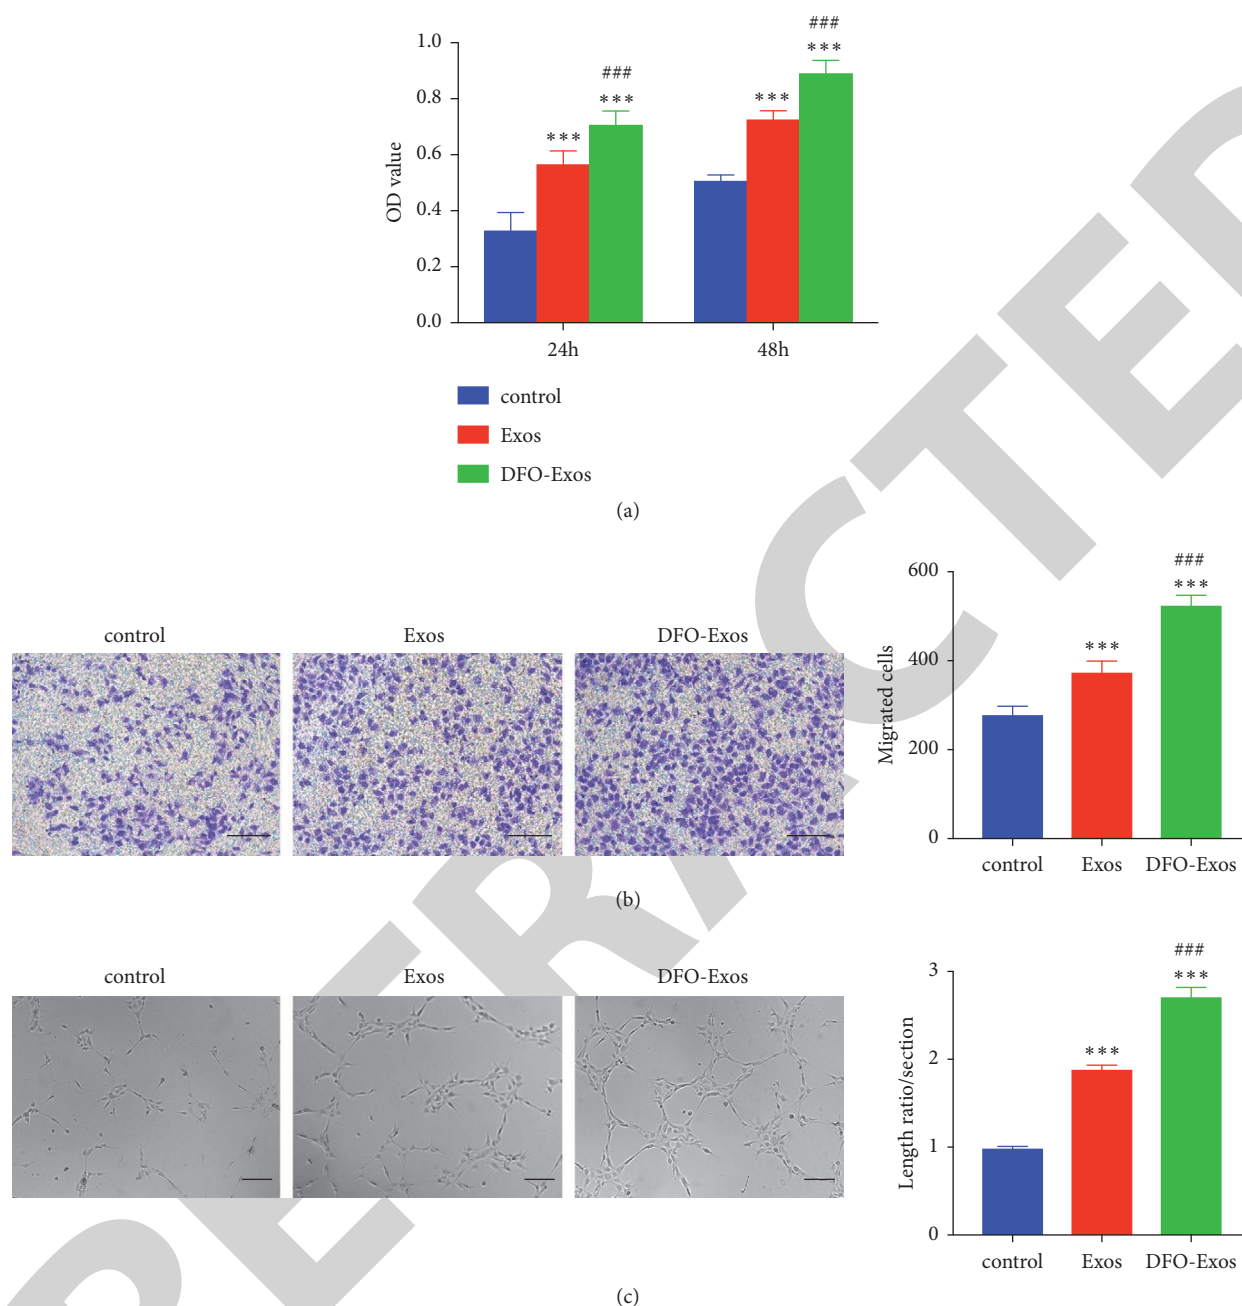 1.0
0.8
0.6
0.4
0.2
0.0
OD value
***
###
***
***
###
***
24h
48h
control
Exos
DFO-Exos
(a)
control
Exos
DFO-Exos
600
400
200
0
Migrated cells
***
###
***
control
Exos
DFO-Exos
(b)
control
Exos
DFO-Exos
3
2
1
0
Length ratio/section
***
###
***
control
Exos
DFO-Exos
(c)